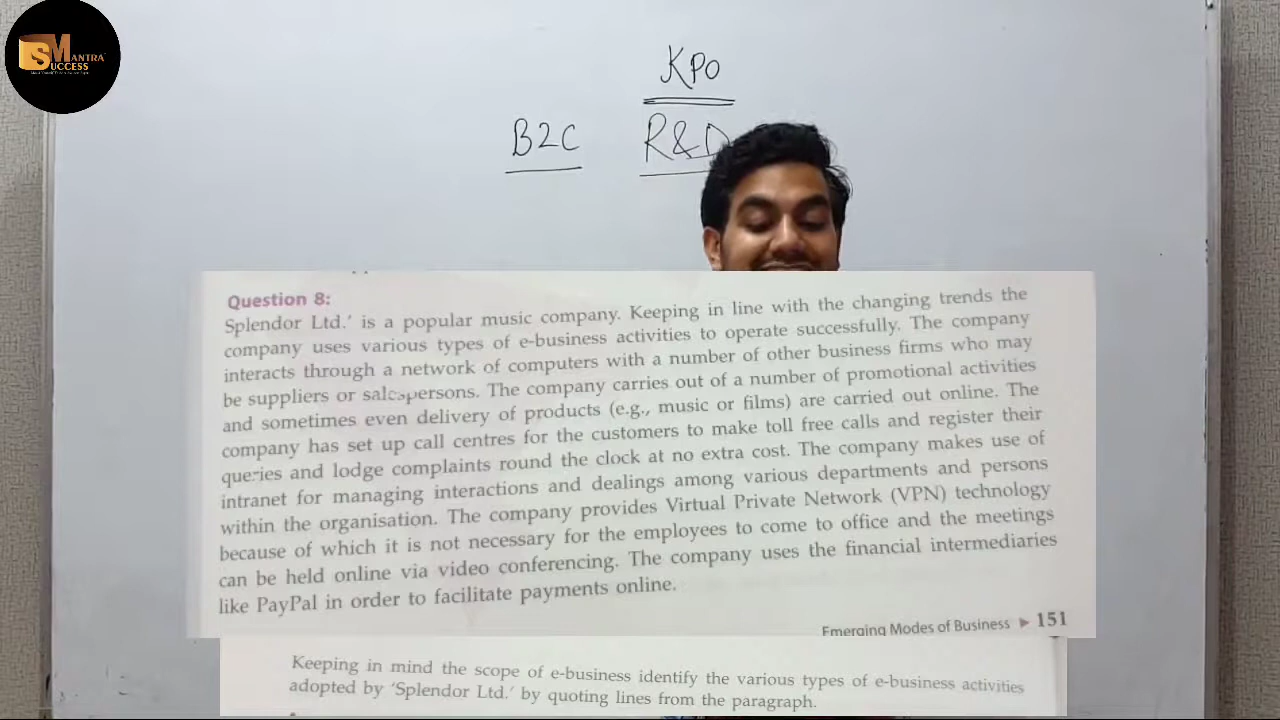 MANTRA
SUCCESS
KPO
B2C R&D
Question 8:
Splendor Ltd.' is a popular music company. Keeping in line with the changing trends the
company uses various types of e-business activities to operate successfully. The company
interacts through a network of computers with a number of other business firms who may
be suppliers or salespersons. The company carries out of a number of promotional activities
and sometimes even delivery of products (e.g., music or films) are carried out online. The
company has set up call centres for the customers to make toll free calls and register their
queries and lodge complaints round the clock at no extra cost. The company makes use of
intranet for managing interactions and dealings among various departments and persons
within the organisation. The company provides Virtual Private Network (VPN) technology
because of which it is not necessary for the employees to come to office and the meetings
can be held online via video conferencing. The company uses the financial intermediaries
like PayPal in order to facilitate payments online.
Emerging Modes of Business ▶ 151
Keeping in mind the scope of e-business identify the various types of e-business activities
adopted by 'Splendor Ltd.' by quoting lines from the paragraph.